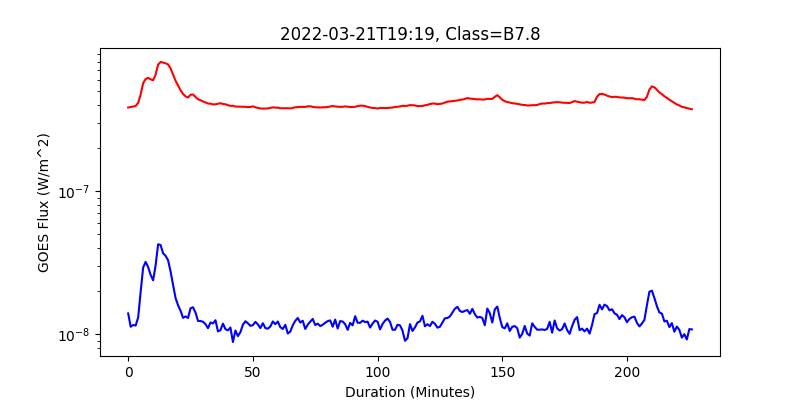 2022-03-21T19:19, Class=B7.8
GOES Flux (W/m^2)
10^-7
10^-8
0 50 100 150 200
Duration (Minutes)